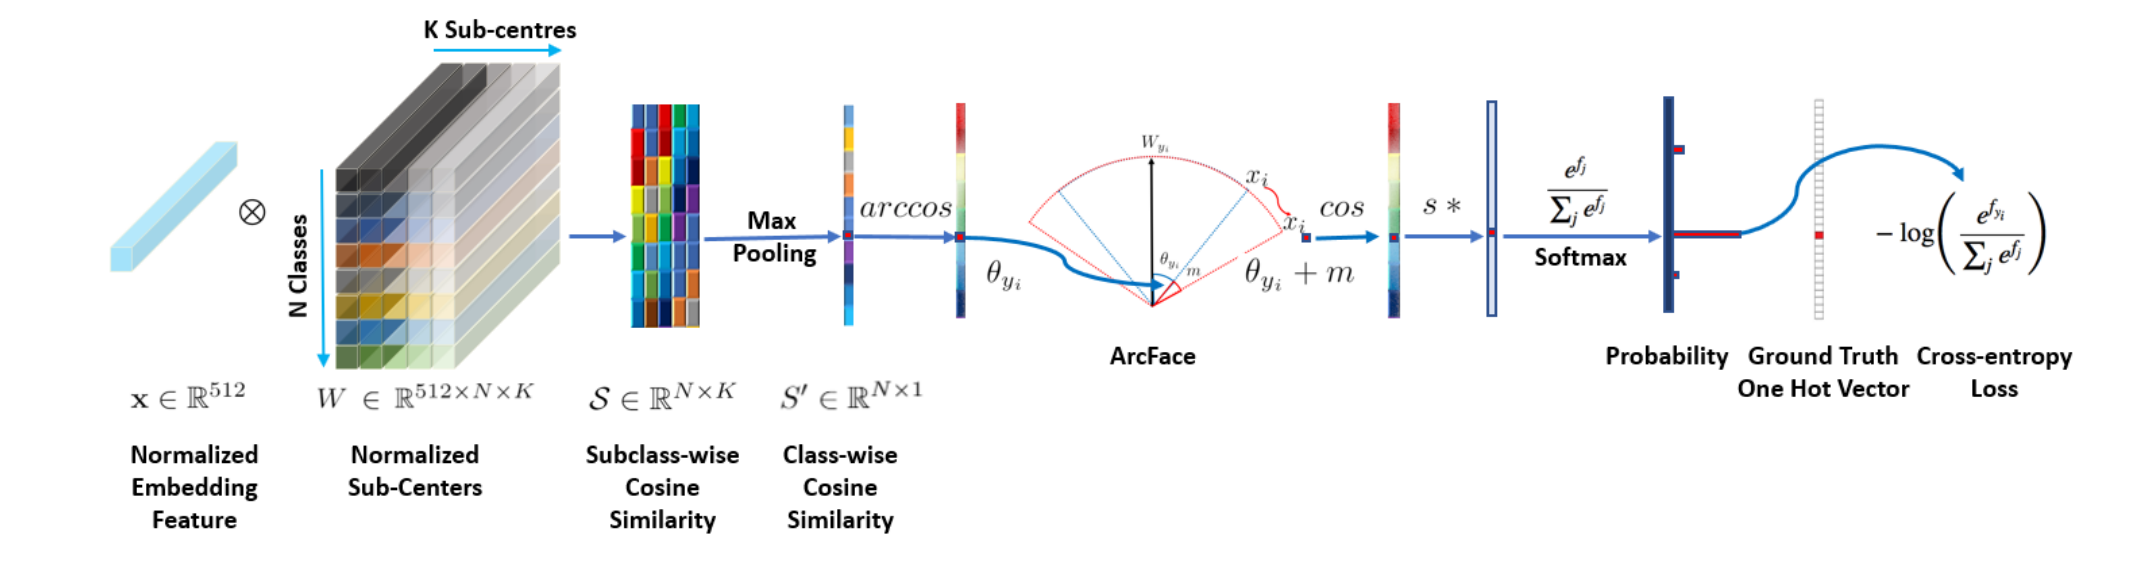 K Sub-centres
N Classes
⊗
x ∈ ℝ^512
Normalized
Embedding
Feature
W ∈ ℝ^512×N×K
Normalized
Sub-Centers
S ∈ ℝ^N×K
Subclass-wise
Cosine
Similarity
Max
Pooling
S′ ∈ ℝ^N×1
Class-wise
Cosine
Similarity
arccos
θ_{y_i}
W_{y_i}
x_i
x_i
θ_{y_i}
m
θ_{y_i} + m
ArcFace
cos
s *
e^{f_j} / ∑_j e^{f_j}
Softmax
Probability
Ground Truth
One Hot Vector
− log( e^{f_{y_i}} / ∑_j e^{f_j} )
Cross-entropy
Loss